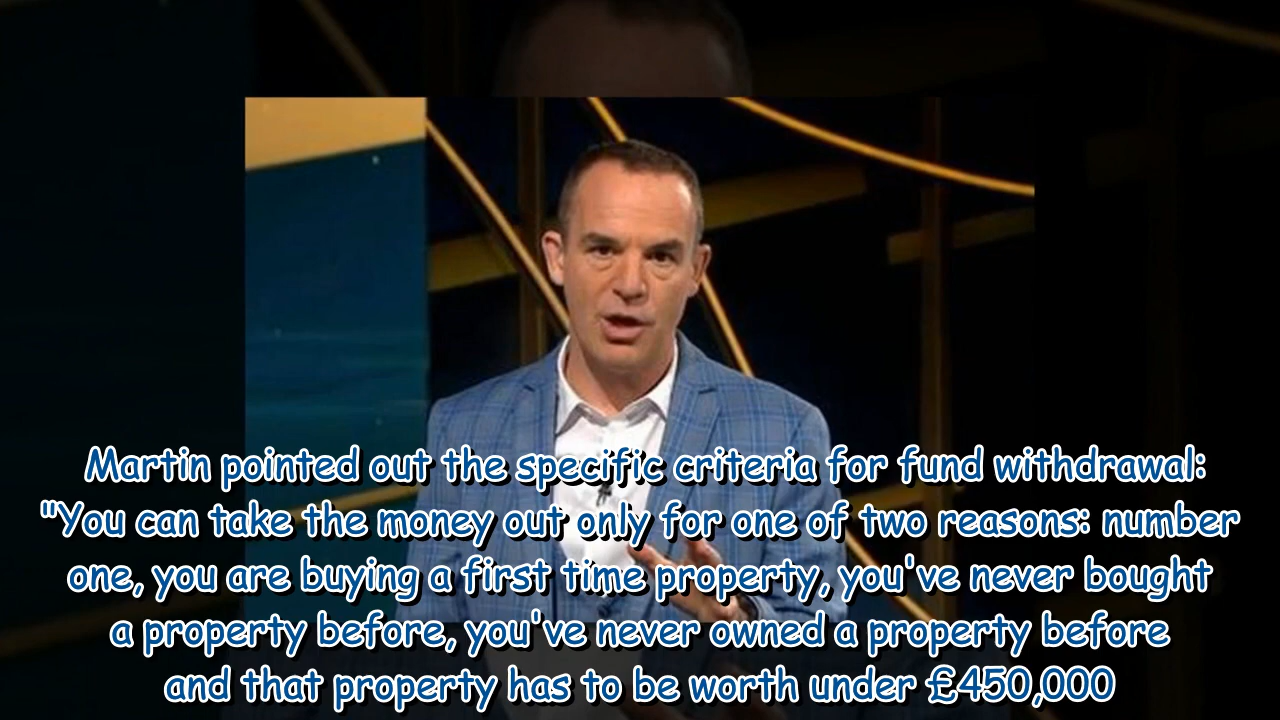 Martin pointed out the specific criteria for fund withdrawal:
"You can take the money out only for one of two reasons: number
one, you are buying a first time property, you've never bought
a property before, you've never owned a property before
and that property has to be worth under £450,000